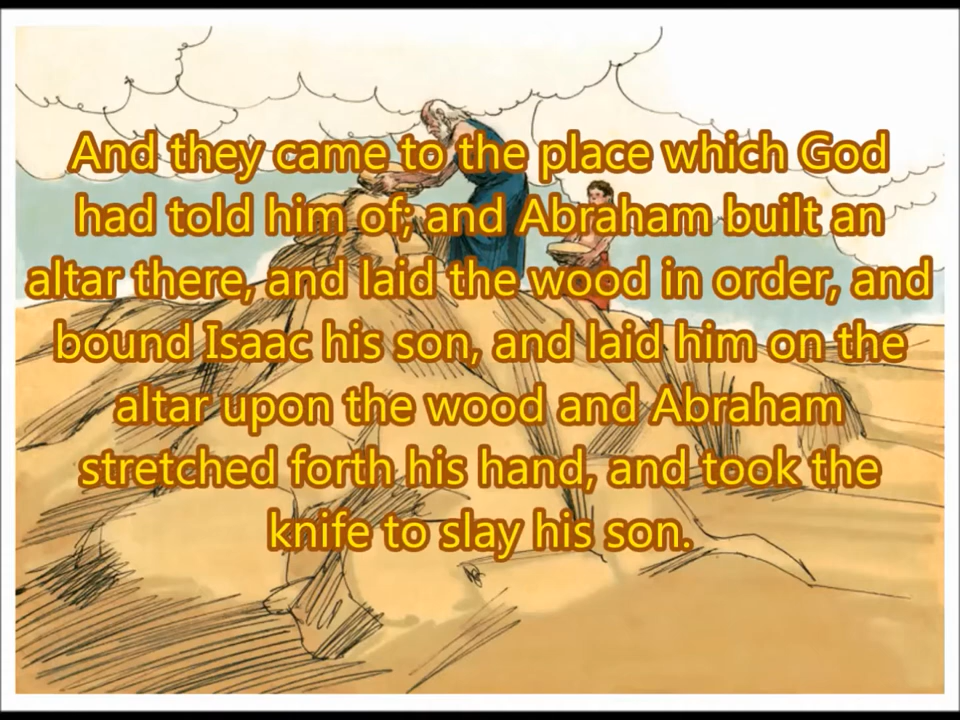 And they came to the place which God
had told him of; and Abraham built an
altar there, and laid the wood in order, and
bound Isaac his son, and laid him on the
altar upon the wood and Abraham
stretched forth his hand, and took the
knife to slay his son.